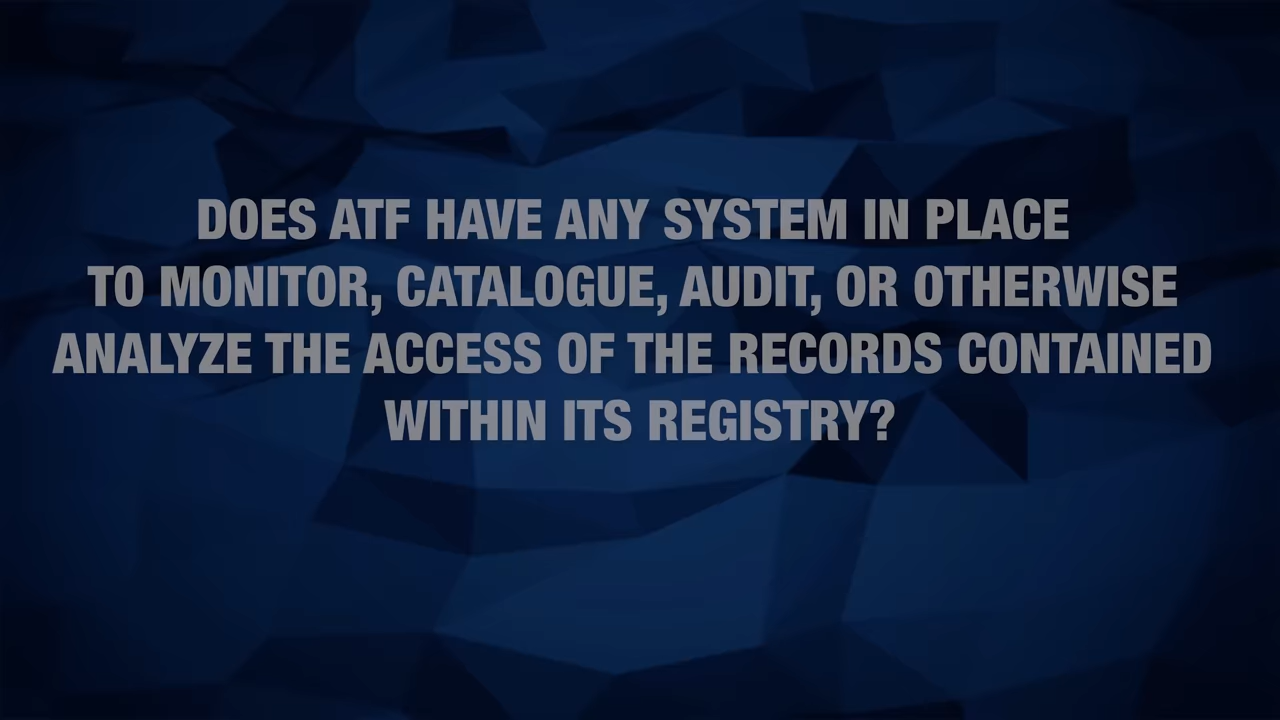 DOES ATF HAVE ANY SYSTEM IN PLACE
TO MONITOR, CATALOGUE, AUDIT, OR OTHERWISE
ANALYZE THE ACCESS OF THE RECORDS CONTAINED
WITHIN ITS REGISTRY?